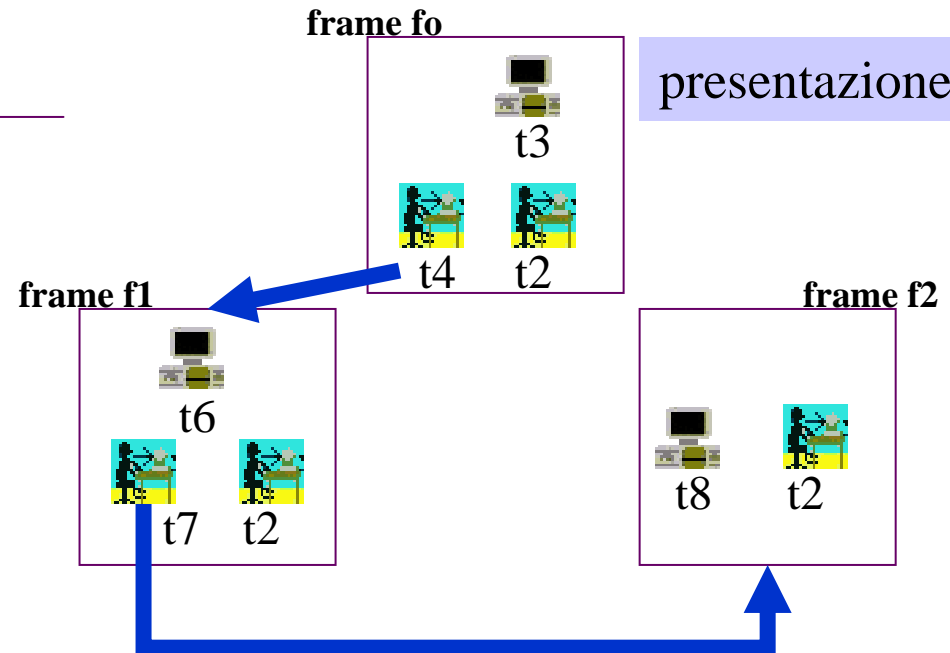 frame fo
presentazione
t3
t4 t2
frame f1
frame f2
t6
t8 t2
t7 t2